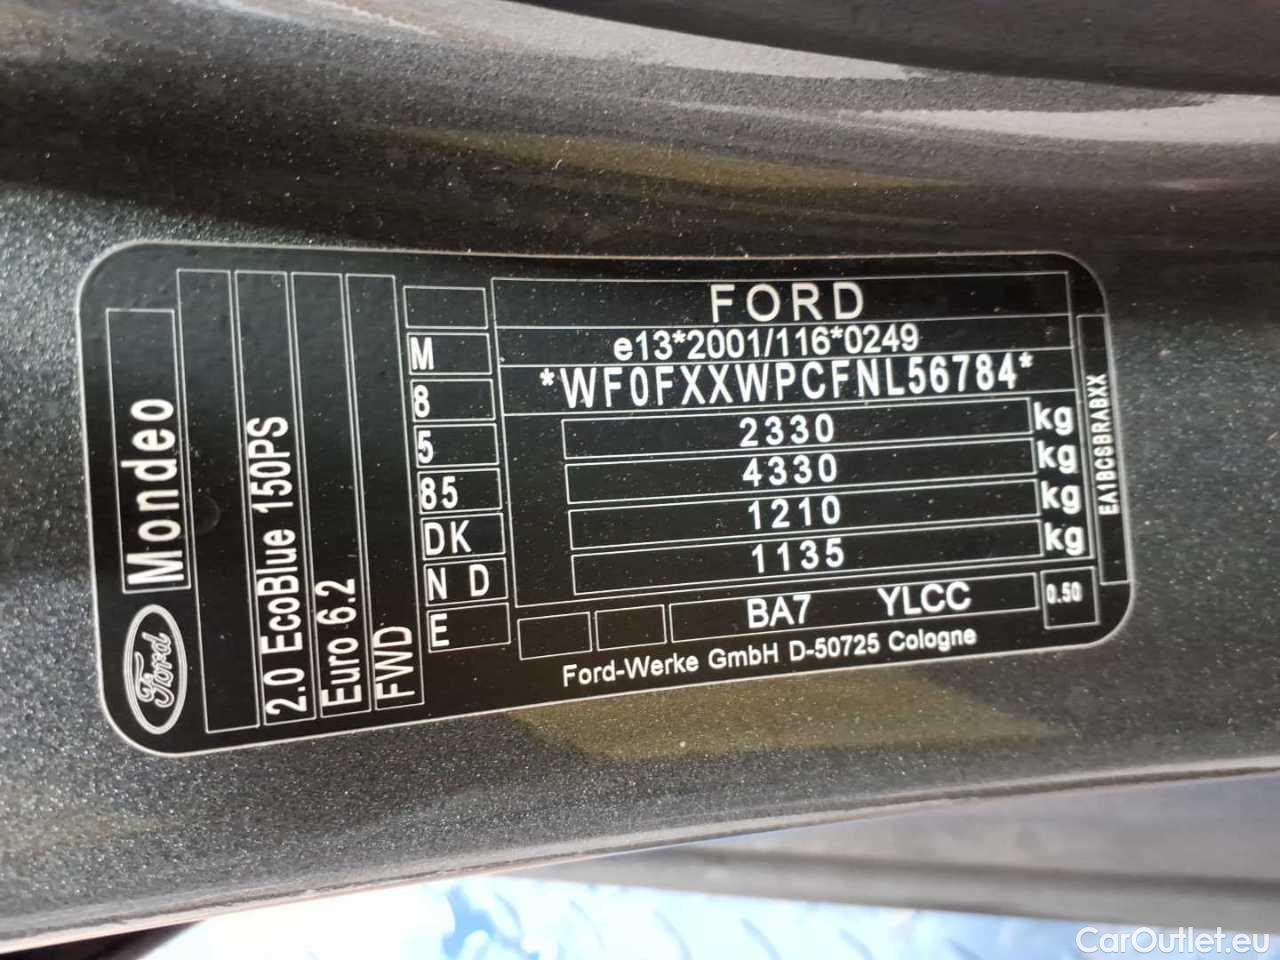 FORD
e13*2001/116*0249
*WF0FXXWPCFNL56784*
2330 kg
4330 kg
1210 kg
1135 kg
BA7 YLCC
0.50
Ford-Werke GmbH D-50725 Cologne
M
8
5
85
DK
N D
E
Mondeo
Ford
2.0 EcoBlue 150PS
Euro 6.2
FWD
EA1BCSBRABXX
CarOutlet.eu